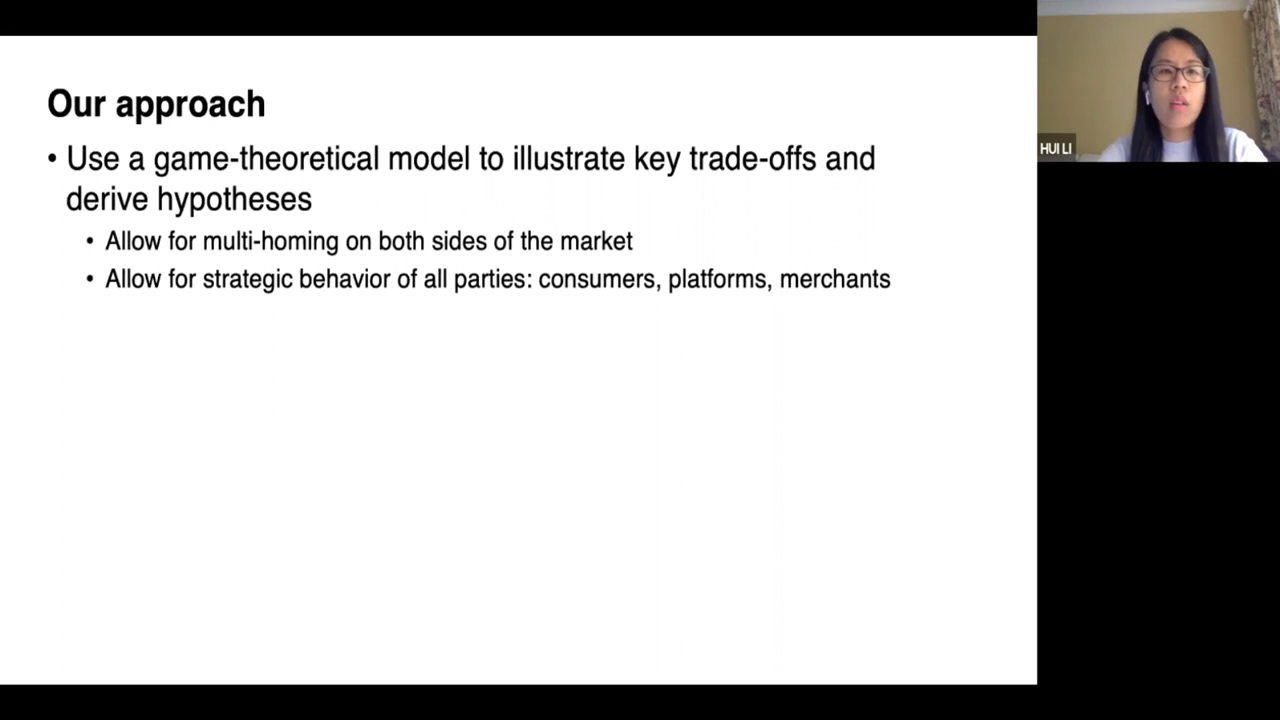 Our approach
• Use a game-theoretical model to illustrate key trade-offs and
derive hypotheses
• Allow for multi-homing on both sides of the market
• Allow for strategic behavior of all parties: consumers, platforms, merchants
HUI LI